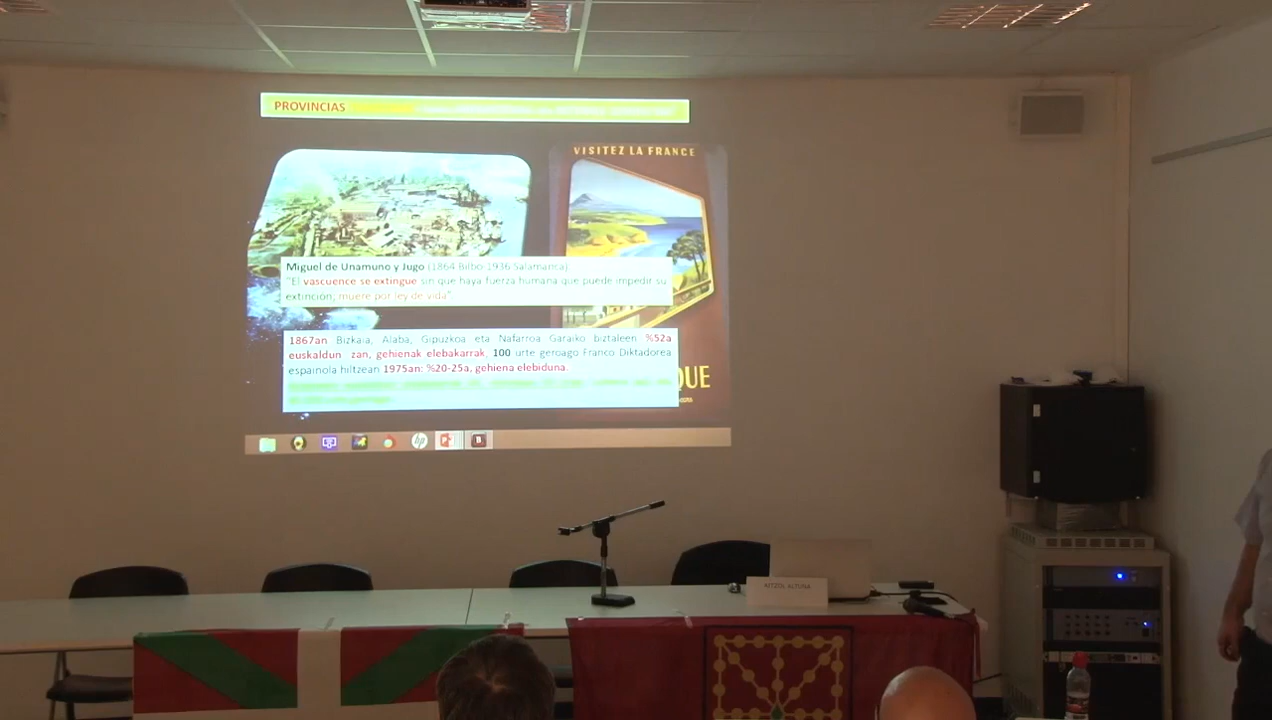 PROVINCIAS
VISITEZ LA FRANCE
Miguel de Unamuno y Jugo (1864 Bilbo-1936 Salamanca):
"El vascuence se extingue sin que haya fuerza humana que puede impedir su
extinción, muere por ley de vida"
1867an Bizkaia, Alaba, Gipuzkoa eta Nafarroa Garaiko biztaleen %52a
euskaldun zan, gehienak elebakarrak, 100 urte geroago Franco Diktadorea
espainola hiltzean 1975an: %20-25a, gehiena elebiduna.
QUE
hp
AITZOL ALTUNA